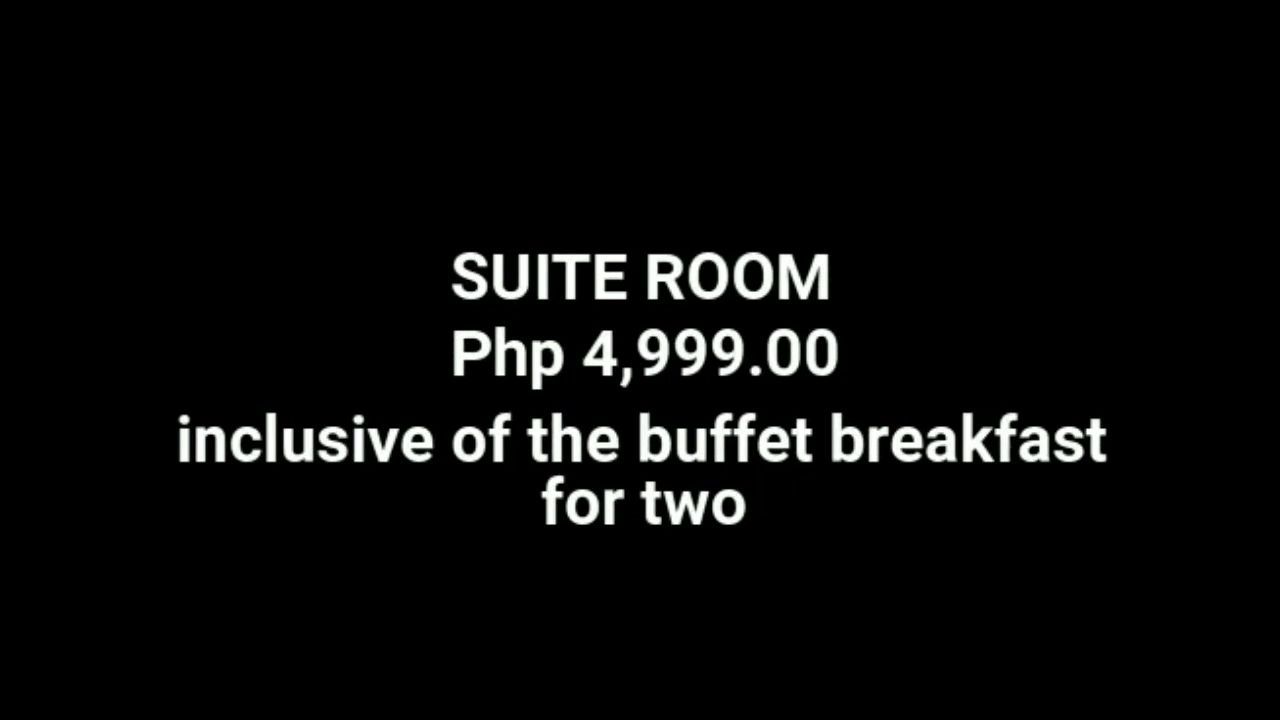 SUITE ROOM
Php 4,999.00
inclusive of the buffet breakfast
for two